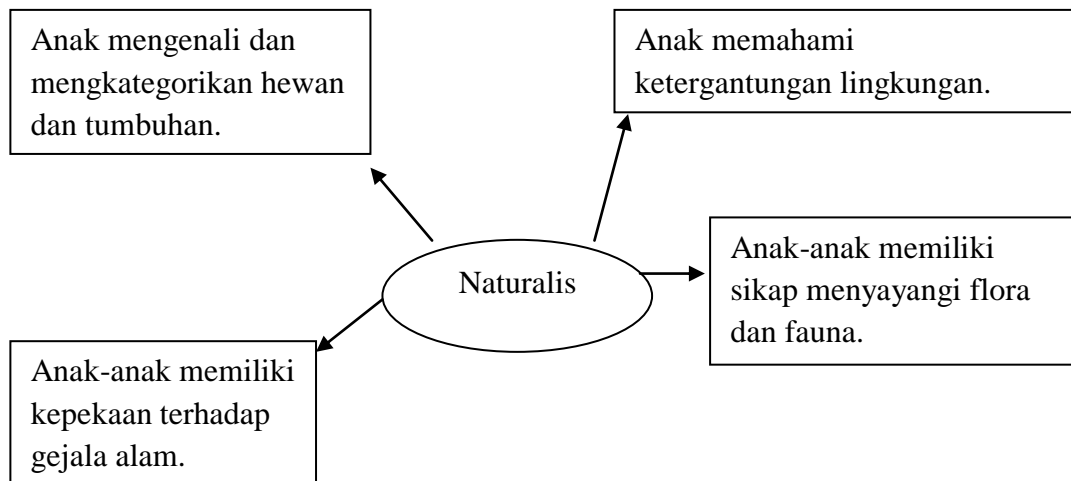 Anak mengenali dan
mengkategorikan hewan
dan tumbuhan.
Anak memahami
ketergantungan lingkungan.
Naturalis
Anak-anak memiliki
sikap menyayangi flora
dan fauna.
Anak-anak memiliki
kepekaan terhadap
gejala alam.